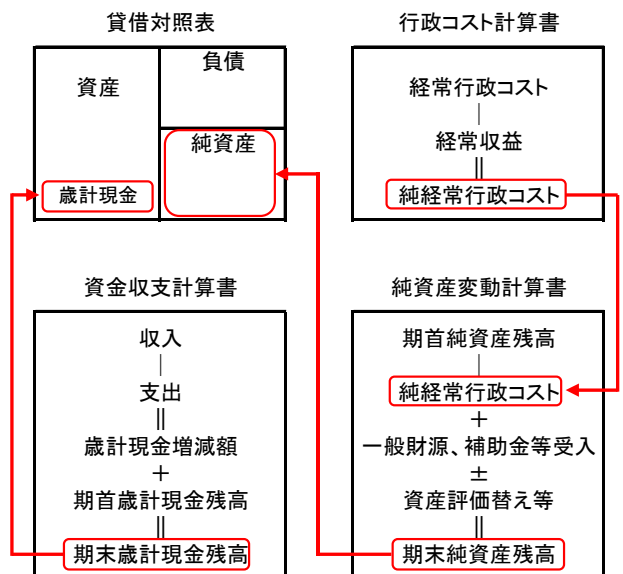 貸借対照表
資産
負債
純資産
歳計現金
行政コスト計算書
経常行政コスト
｜
経常収益
||
純経常行政コスト
資金収支計算書
収入
｜
支出
||
歳計現金増減額
＋
期首歳計現金残高
||
期末歳計現金残高
純資産変動計算書
期首純資産残高
｜
純経常行政コスト
＋
一般財源、補助金等受入
±
資産評価替え等
||
期末純資産残高